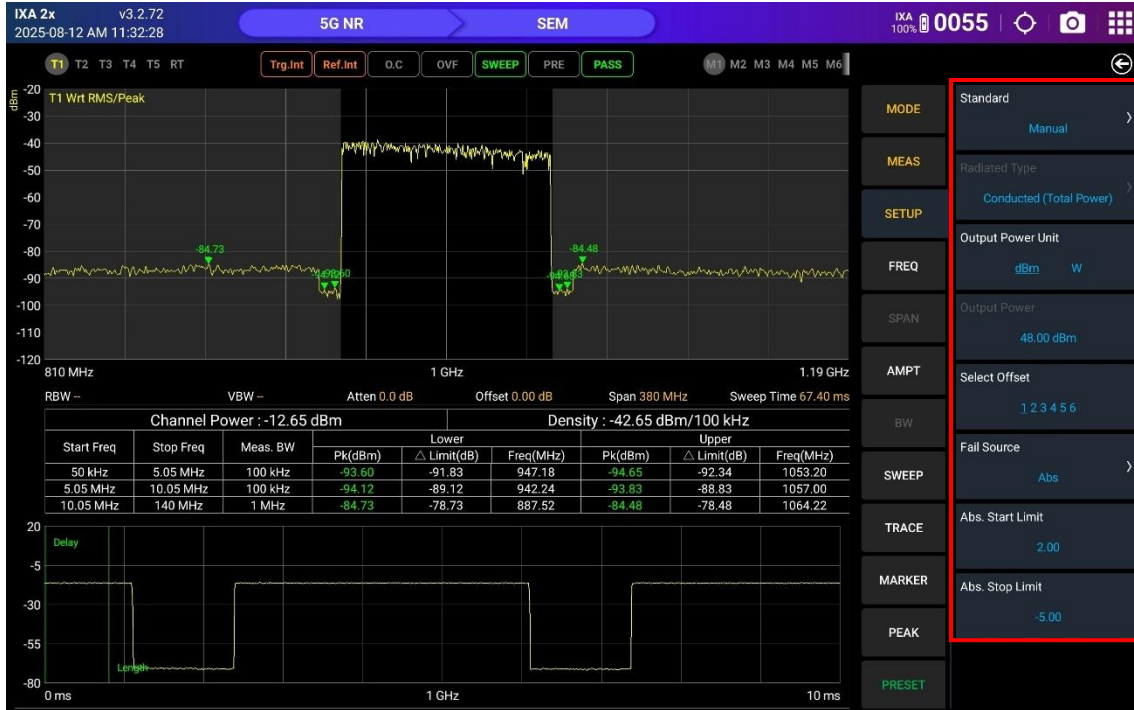 IXA 2x v3.2.72
2025-08-12 AM 11:32:28
5G NR SEM
IXA
100% 0055
T1 T2 T3 T4 T5 RT Trg.Int Ref.Int O.C OVF SWEEP PRE PASS M1 M2 M3 M4 M5 M6
dBm
T1 Wrt RMS/Peak
-20
-30
-40
-50
-60
-70
-80
-90
-100
-110
-120
-84.73
-84.48
810 MHz 1 GHz 1.19 GHz
RBW -- VBW -- Atten 0.0 dB Offset 0.00 dB Span 380 MHz Sweep Time 67.40 ms
Channel Power : -12.65 dBm Density : -42.65 dBm/100 kHz
Start Freq Stop Freq Meas. BW Lower Upper
Pk(dBm) △ Limit(dB) Freq(MHz) Pk(dBm) △ Limit(dB) Freq(MHz)
50 kHz 5.05 MHz 100 kHz -93.60 -91.83 947.18 -94.65 -92.34 1053.20
5.05 MHz 10.05 MHz 100 kHz -94.12 -89.12 942.24 -93.83 -88.83 1057.00
10.05 MHz 140 MHz 1 MHz -84.73 -78.73 887.52 -84.48 -78.48 1064.22
20
-5
-30
-55
-80
Delay
Length
0 ms 1 GHz 10 ms
MODE
MEAS
SETUP
FREQ
SPAN
AMPT
BW
SWEEP
TRACE
MARKER
PEAK
PRESET
Standard
Manual
Radiated Type
Conducted (Total Power)
Output Power Unit
dBm W
Output Power
48.00 dBm
Select Offset
1 2 3 4 5 6
Fail Source
Abs
Abs. Start Limit
2.00
Abs. Stop Limit
-5.00